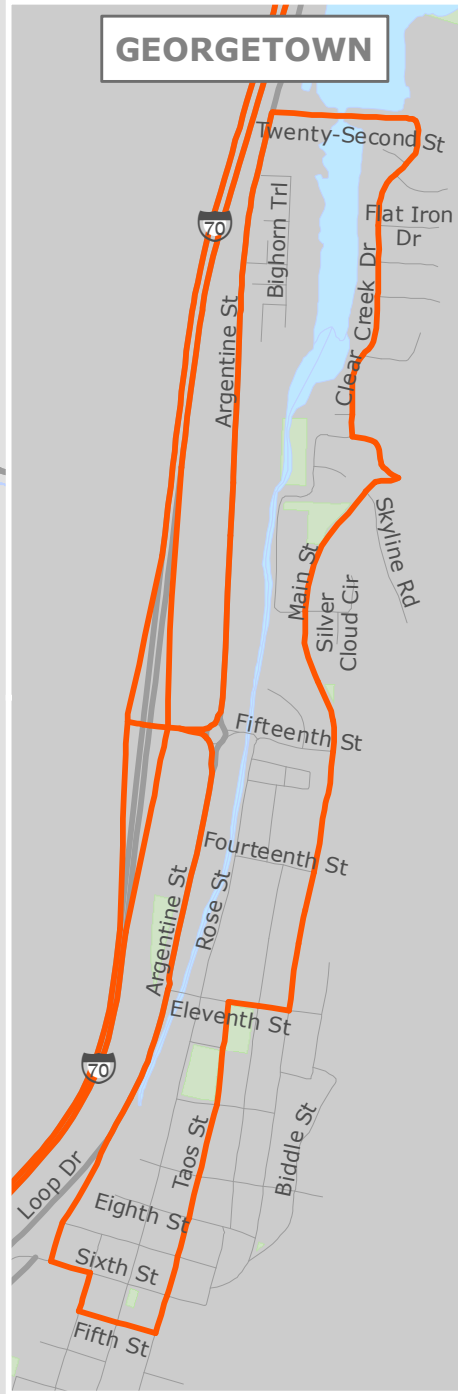 GEORGETOWN
Twenty-Second St
70
Bighorn Trl
Flat Iron
Dr
Argentine St
Clear Creek Dr
Skyline Rd
Main St
Silver
Cloud Cir
Fifteenth St
Fourteenth St
Argentine St
Rose St
Eleventh St
70
Taos St
Biddle St
Loop Dr
Eighth St
Sixth St
Fifth St